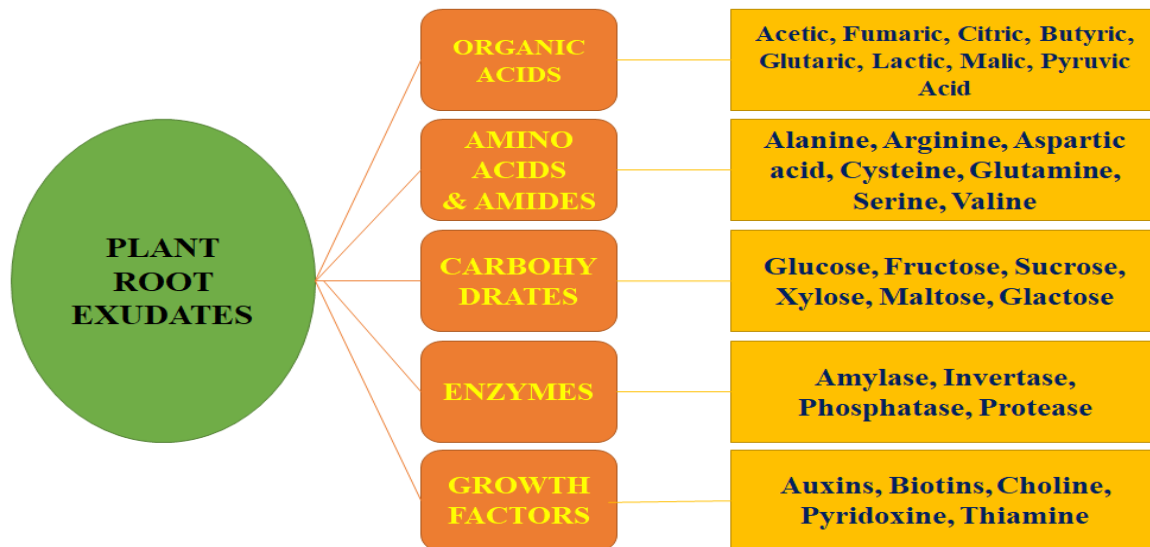 PLANT
ROOT
EXUDATES
ORGANIC
ACIDS
Acetic, Fumaric, Citric, Butyric,
Glutaric, Lactic, Malic, Pyruvic
Acid
AMINO
ACIDS
& AMIDES
Alanine, Arginine, Aspartic
acid, Cysteine, Glutamine,
Serine, Valine
CARBOHY
DRATES
Glucose, Fructose, Sucrose,
Xylose, Maltose, Glactose
ENZYMES
Amylase, Invertase,
Phosphatase, Protease
GROWTH
FACTORS
Auxins, Biotins, Choline,
Pyridoxine, Thiamine